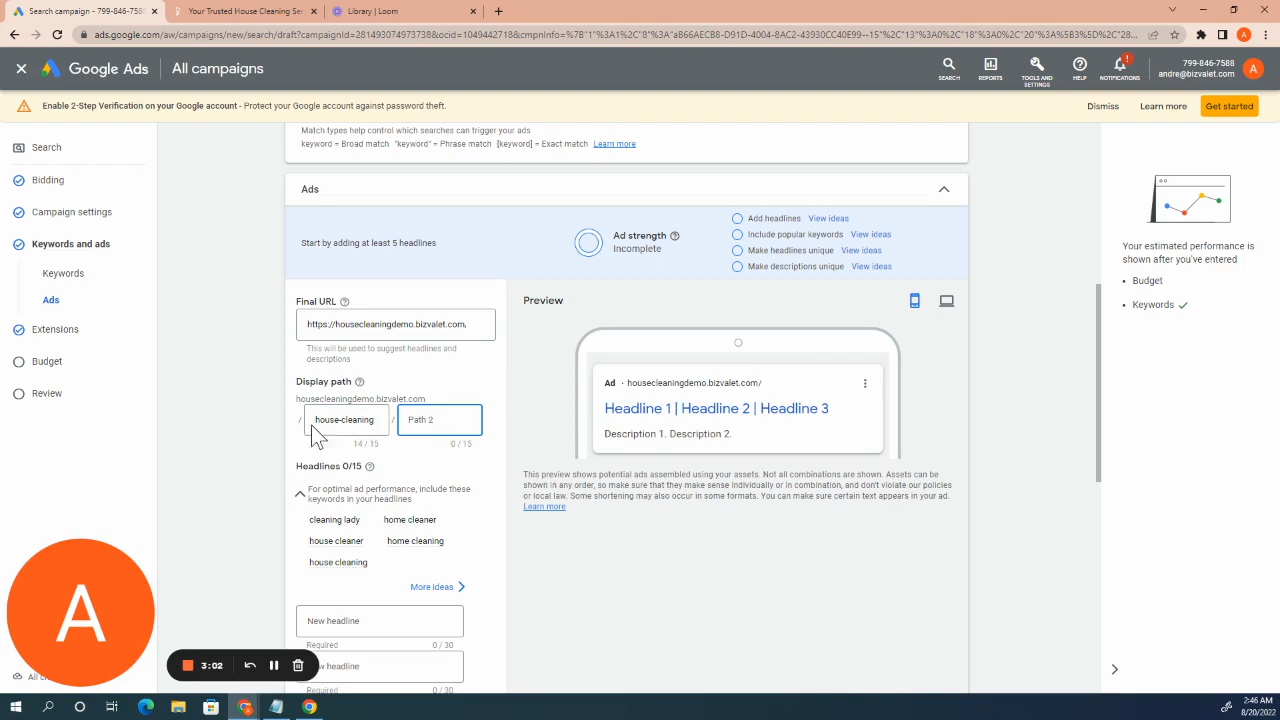 Search campaign - 799-846-7588
Your Trusted House Cleaning Ser
Library | Loom
ads.google.com/aw/campaigns/new/search/draft?campaignId=281493074973738&ocid=1049442718&cmpnInfo=%7B"1"%3A1%2C"8"%3A"aB66AECB8-D91D-4004-8AC2-43930CC40E99--15"%2C"13"%3A0%2C"18"%3A0%2C"20"%3A%5B3%5D%2C"28...
Google Ads
All campaigns
SEARCH
REPORTS
TOOLS AND SETTINGS
HELP
NOTIFICATIONS
799-846-7588
andre@bizvalet.com
A
Enable 2-Step Verification on your Google account - Protect your Google account against password theft.
Dismiss
Learn more
Get started
Search
Bidding
Campaign settings
Keywords and ads
Keywords
Ads
Extensions
Budget
Review
Match types help control which searches can trigger your ads
keyword = Broad match "keyword" = Phrase match [keyword] = Exact match Learn more
Ads
Start by adding at least 5 headlines
Ad strength
Incomplete
Add headlines View ideas
Include popular keywords View ideas
Make headlines unique View ideas
Make descriptions unique View ideas
Final URL
https://housecleaningdemo.bizvalet.com,
This will be used to suggest headlines and
descriptions
Display path
housecleaningdemo.bizvalet.com
/ house-cleaning / Path 2
14 / 15 0 / 15
Headlines 0/15
For optimal ad performance, include these
keywords in your headlines
cleaning lady home cleaner
house cleaner home cleaning
house cleaning
More ideas
New headline
Required 0 / 30
headline
Required 0 / 30
Preview
Ad · housecleaningdemo.bizvalet.com/
Headline 1 | Headline 2 | Headline 3
Description 1. Description 2.
This preview shows potential ads assembled using your assets. Not all combinations are shown. Assets can be
shown in any order, so make sure that they make sense individually or in combination, and don't violate our policies
or local law. Some shortening may also occur in some formats. You can make sure certain text appears in your ad.
Learn more
Your estimated performance is
shown after you've entered
• Budget
• Keywords
A
3:02
All c
2:46 AM
8/20/2022